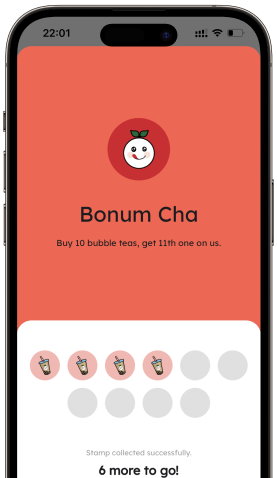 22:01
Bonum Cha
Buy 10 bubble teas, get 11th one on us.
Stamp collected successfully.
6 more to go!